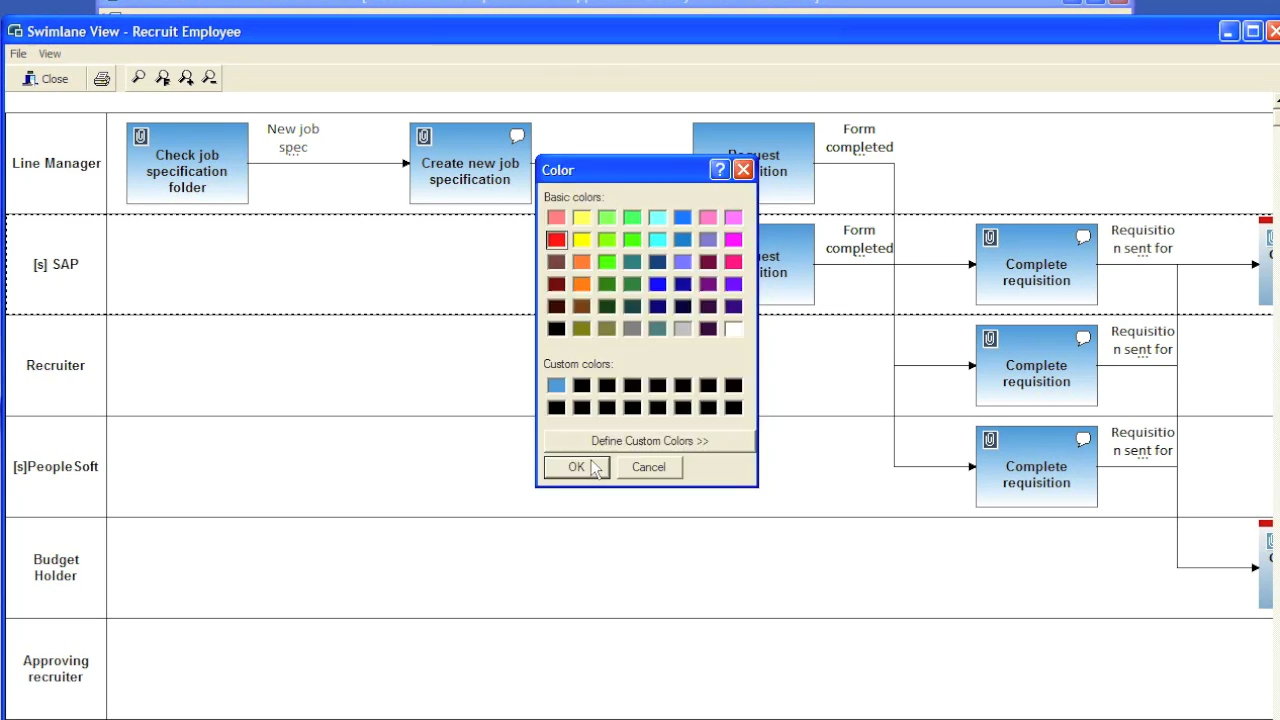 Swimlane View - Recruit Employee
File View
Close
Line Manager
Check job
specification
folder
New job
spec
...
Create new job
specification
Form
completed
...
[s] SAP
Form
completed
...
Complete
requisition
Requisitio
n sent for
...
Recruiter
Complete
requisition
Requisitio
n sent for
...
[s]PeopleSoft
Complete
requisition
Requisitio
n sent for
...
Budget
Holder
Approving
recruiter
Color
?
Basic colors:
Custom colors:
Define Custom Colors >>
OK
Cancel